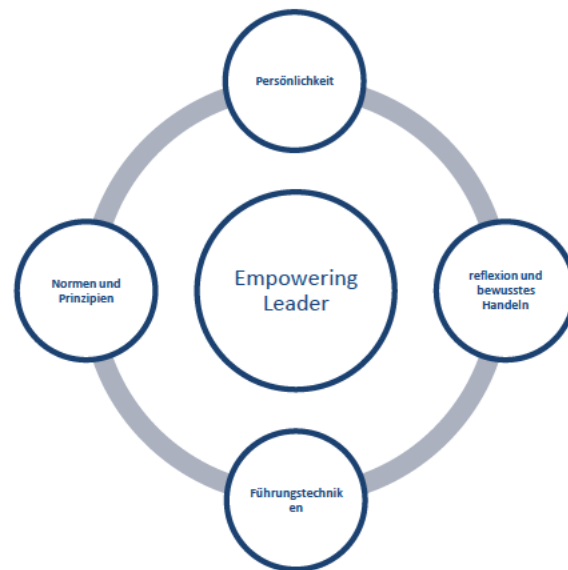 Persönlichkeit
Normen und
Prinzipien
Empowering
Leader
reflexion und
bewusstes
Handeln
Führungstechnik
en